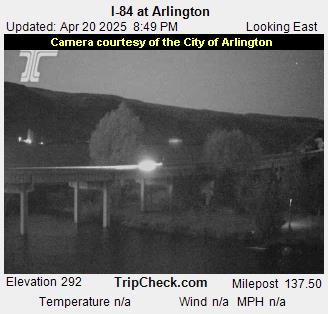 I-84 at Arlington
Updated: Apr 20 2025 8:49 PM Looking East
Camera courtesy of the City of Arlington
Elevation 292 TripCheck.com Milepost 137.50
Temperature n/a Wind n/a MPH n/a